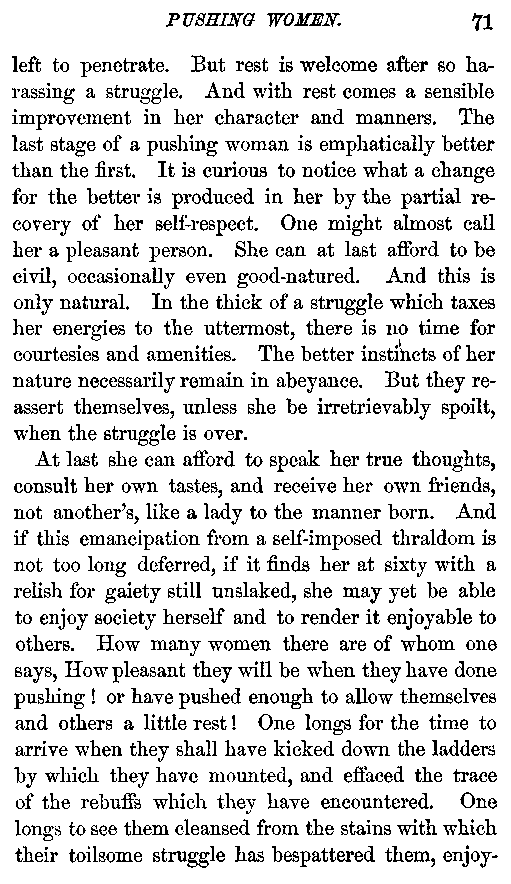 PUSHING WOMEN. 71
left to penetrate. But rest is welcome after so ha-
rassing a struggle. And with rest comes a sensible
improvement in her character and manners. The
last stage of a pushing woman is emphatically better
than the first. It is curious to notice what a change
for the better is produced in her by the partial re-
covery of her self-respect. One might almost call
her a pleasant person. She can at last afford to be
civil, occasionally even good-natured. And this is
only natural. In the thick of a struggle which taxes
her energies to the uttermost, there is no time for
courtesies and amenities. The better instincts of her
nature necessarily remain in abeyance. But they re-
assert themselves, unless she be irretrievably spoilt,
when the struggle is over.
At last she can afford to speak her true thoughts,
consult her own tastes, and receive her own friends,
not another's, like a lady to the manner born. And
if this emancipation from a self-imposed thraldom is
not too long deferred, if it finds her at sixty with a
relish for gaiety still unslaked, she may yet be able
to enjoy society herself and to render it enjoyable to
others. How many women there are of whom one
says, How pleasant they will be when they have done
pushing! or have pushed enough to allow themselves
and others a little rest! One longs for the time to
arrive when they shall have kicked down the ladders
by which they have mounted, and effaced the trace
of the rebuffs which they have encountered. One
longs to see them cleansed from the stains with which
their toilsome struggle has bespattered them, enjoy-